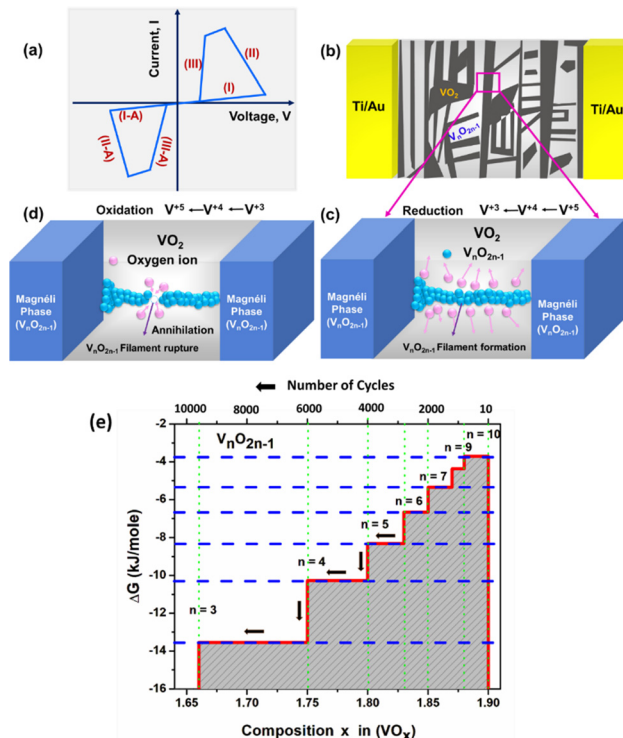 (a)
Current, I
(III)
(II)
(I)
Voltage, V
(I-A)
(II-A)
(III-A)
(b)
Ti/Au
VO₂
VₙO₂ₙ₋₁
Ti/Au
(d)
Oxidation V⁺⁵ ← V⁺⁴ ← V⁺³
VO₂
Oxygen ion
Magnéli
Phase
(VₙO₂ₙ₋₁)
Annihilation
VₙO₂ₙ₋₁ Filament rupture
Magnéli
Phase
(VₙO₂ₙ₋₁)
(c)
Reduction V⁺³ ← V⁺⁴ ← V⁺⁵
VO₂
VₙO₂ₙ₋₁
Magnéli
Phase
(VₙO₂ₙ₋₁)
VₙO₂ₙ₋₁ Filament formation
Magnéli
Phase
(VₙO₂ₙ₋₁)
← Number of Cycles
(e)
10000 8000 6000 4000 2000 10
VₙO₂ₙ₋₁
n = 10
n = 9
n = 7
n = 6
n = 5
n = 4
n = 3
ΔG (kJ/mole)
-2
-4
-6
-8
-10
-12
-14
-16
1.65 1.70 1.75 1.80 1.85 1.90
Composition x in (VOₓ)